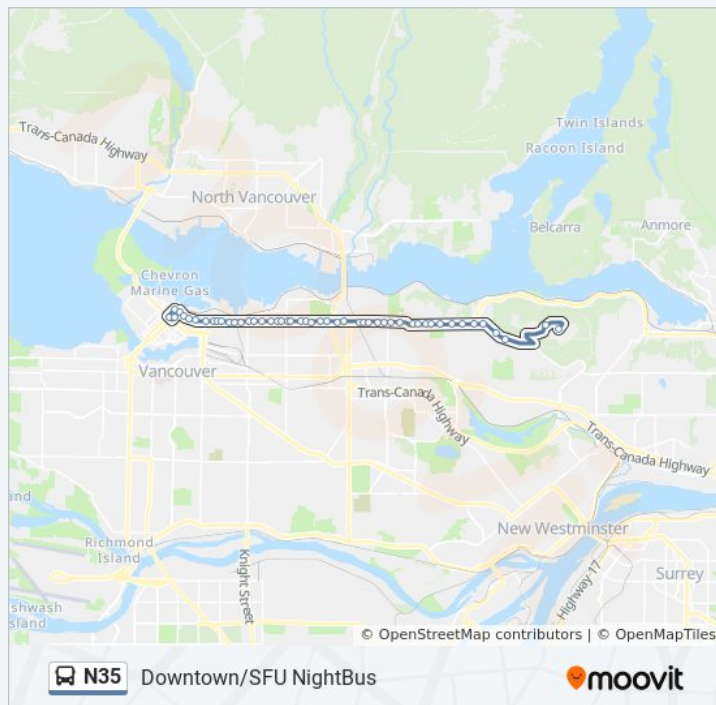 Trans-Canada Highway
Twin Islands
Racoon Island
North Vancouver
Belcarra
Anmore
Chevron
Marine Gas
Vancouver
Trans-Canada
Highway
Trans-Canada Highway
New Westminster
Richmond
Island
Knight Street
Highway 17
Surrey
© OpenStreetMap contributors | © OpenMapTiles
N35 Downtown/SFU NightBus
moovit